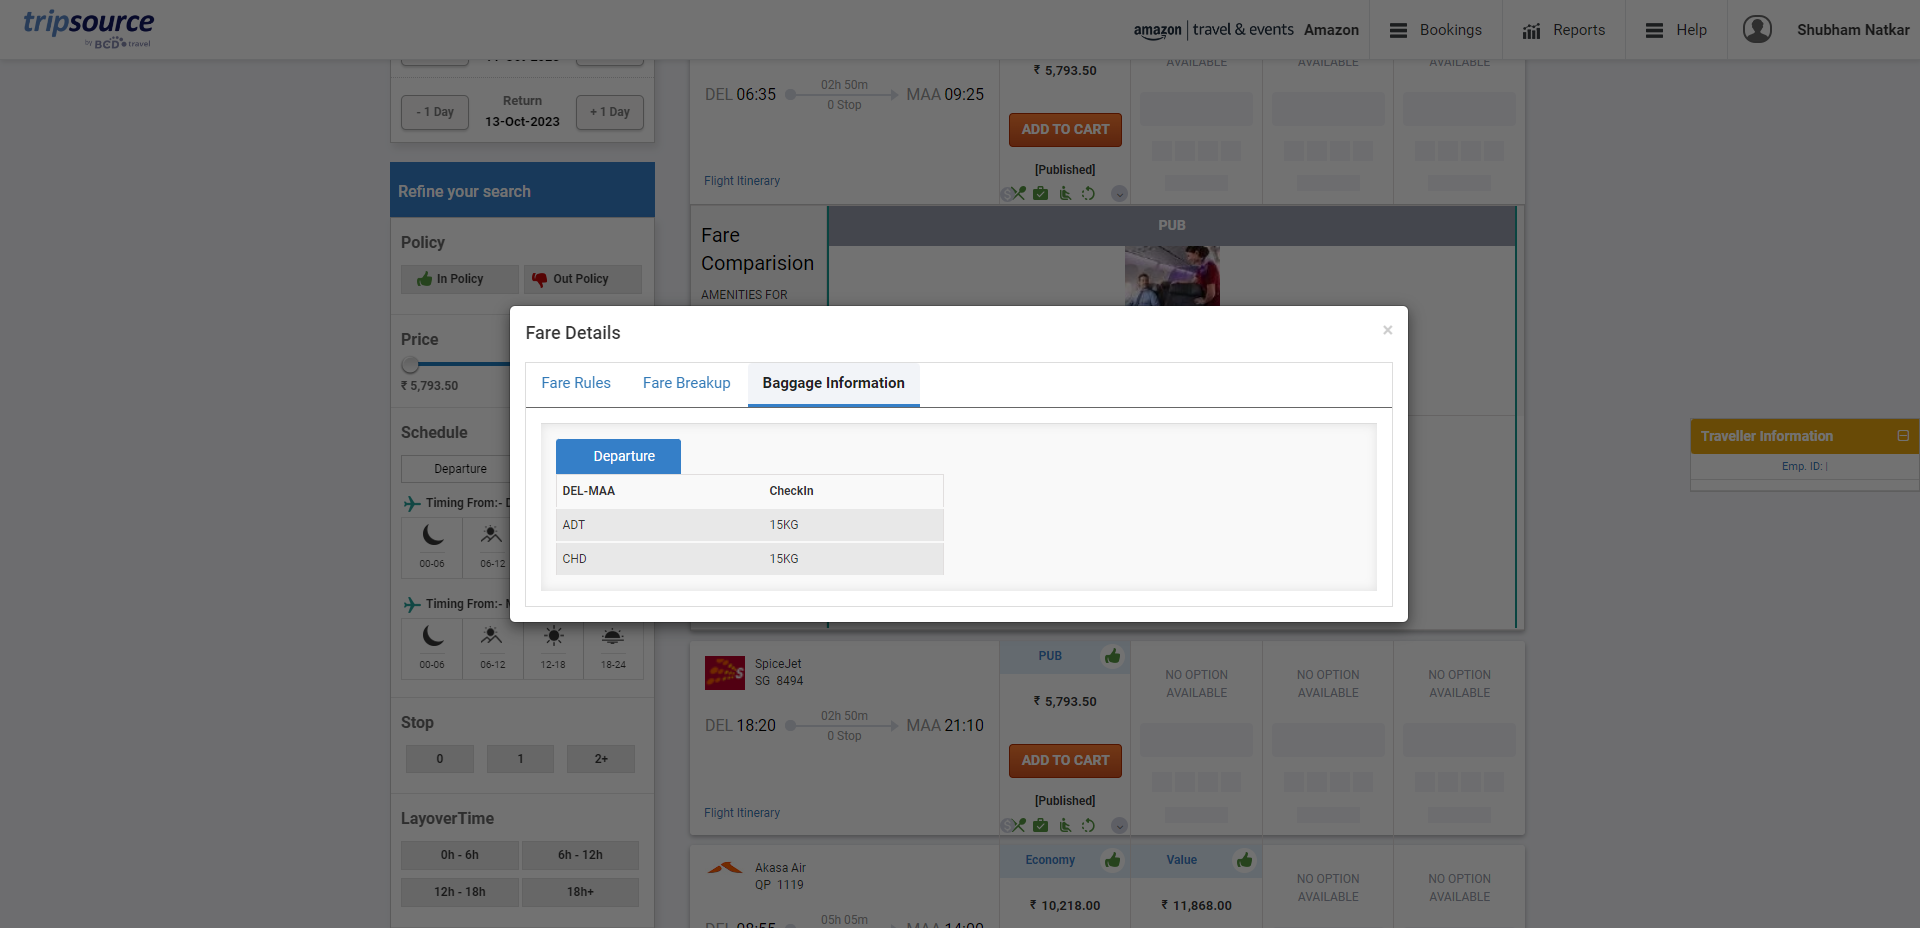 tripsource
by BCD travel
amazon | travel & events Amazon
Bookings
Reports
Help
Shubham Natkar
- 1 Day
Return
13-Oct-2023
+ 1 Day
Refine your search
Policy
In Policy
Out Policy
Price
₹ 5,793.50
Schedule
Departure
Timing From:-
00-06
06-12
Timing From:-
00-06
06-12
12-18
18-24
Stop
0
1
2+
LayoverTime
0h - 6h
6h - 12h
12h - 18h
18h+
DEL 06:35
02h 50m
0 Stop
MAA 09:25
Flight Itinerary
₹ 5,793.50
ADD TO CART
[Published]
AVAILABLE
AVAILABLE
AVAILABLE
Fare
Comparision
AMENITIES FOR
PUB
Fare Details
×
Fare Rules
Fare Breakup
Baggage Information
Departure
DEL-MAA CheckIn
ADT 15KG
CHD 15KG
Traveller Information
Emp. ID: |
SpiceJet
SG 8494
DEL 18:20
02h 50m
0 Stop
MAA 21:10
Flight Itinerary
PUB
₹ 5,793.50
ADD TO CART
[Published]
NO OPTION
AVAILABLE
NO OPTION
AVAILABLE
NO OPTION
AVAILABLE
Akasa Air
QP 1119
DEL 08:55
05h 05m
MAA 14:00
Economy
₹ 10,218.00
Value
₹ 11,868.00
NO OPTION
AVAILABLE
NO OPTION
AVAILABLE